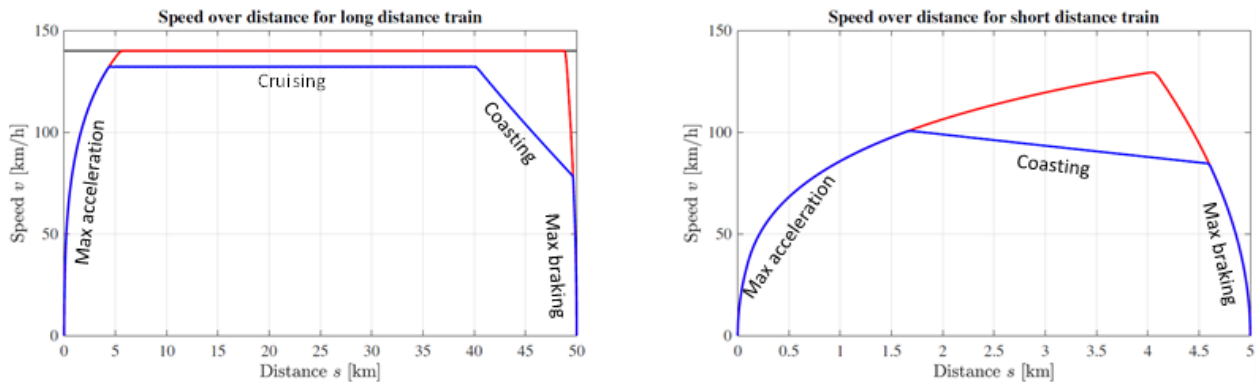 Speed over distance for long distance train
150
100
50
0
Speed v [km/h]
Max acceleration
Cruising
Coasting
Max braking
0 5 10 15 20 25 30 35 40 45 50
Distance s [km]
Speed over distance for short distance train
150
100
50
0
Speed v [km/h]
Max acceleration
Coasting
Max braking
0 0.5 1 1.5 2 2.5 3 3.5 4 4.5 5
Distance s [km]